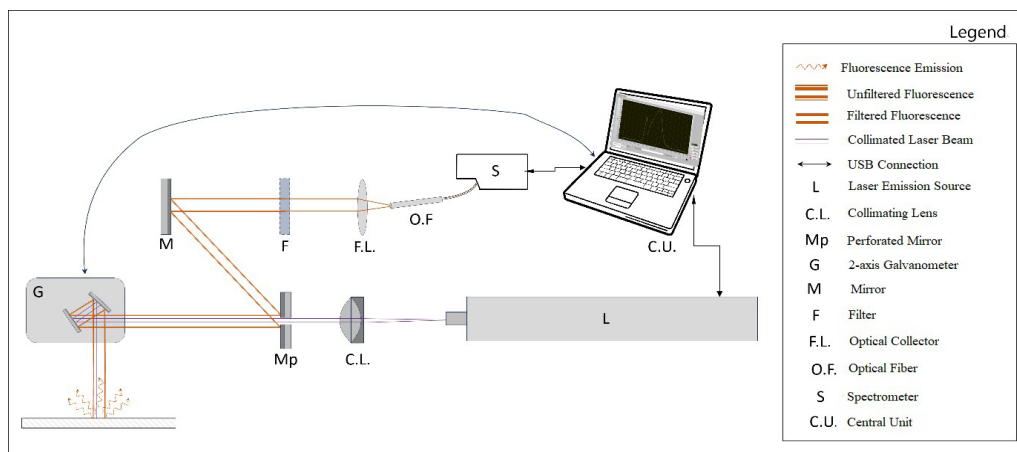 Legend
Fluorescence Emission
Unfiltered Fluorescence
Filtered Fluorescence
Collimated Laser Beam
USB Connection
L Laser Emission Source
C.L. Collimating Lens
Mp Perforated Mirror
G 2-axis Galvanometer
M Mirror
F Filter
F.L. Optical Collector
O.F. Optical Fiber
S Spectrometer
C.U. Central Unit
S
O.F
M
F
F.L.
C.U.
G
L
Mp
C.L.